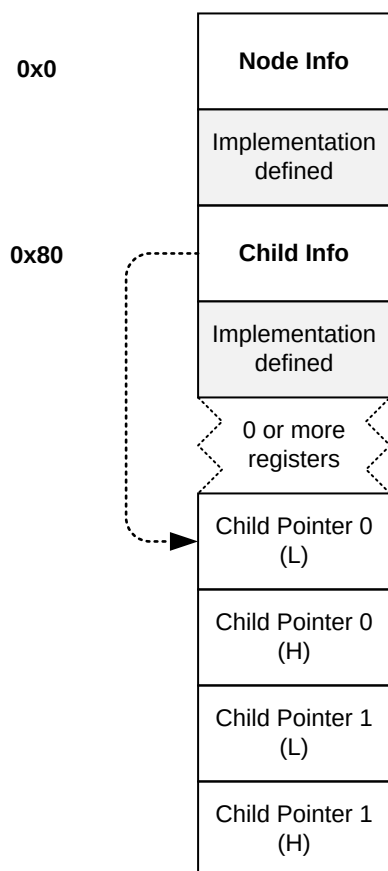 0x0
Node Info
Implementation
defined
0x80
Child Info
Implementation
defined
0 or more
registers
Child Pointer 0
(L)
Child Pointer 0
(H)
Child Pointer 1
(L)
Child Pointer 1
(H)